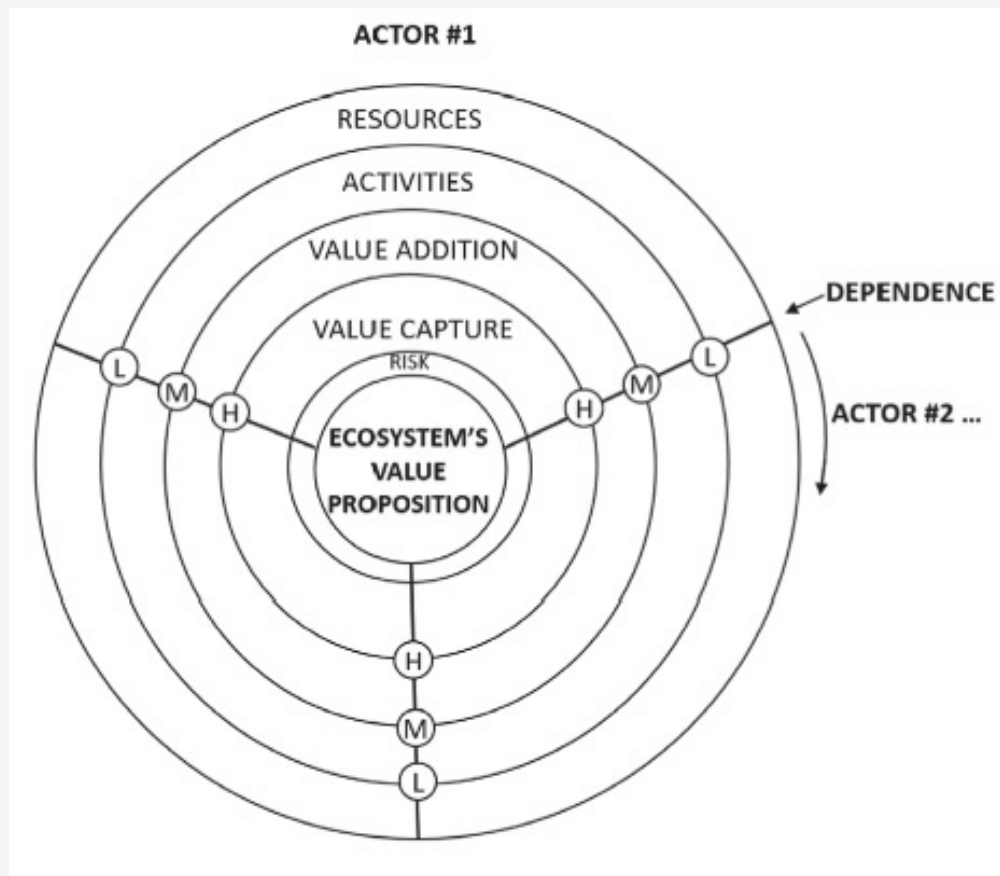 ACTOR #1
RESOURCES
ACTIVITIES
VALUE ADDITION
VALUE CAPTURE
RISK
DEPENDENCE
L
L
M
M
H
H
ACTOR #2 ...
ECOSYSTEM'S
VALUE
PROPOSITION
H
M
L